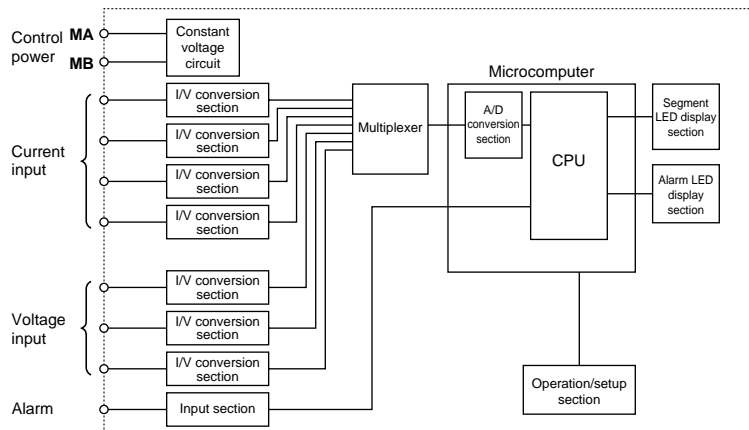 Control
power
MA
MB
Constant
voltage
circuit
Current
input
I/V conversion
section
I/V conversion
section
I/V conversion
section
I/V conversion
section
Multiplexer
Microcomputer
A/D
conversion
section
CPU
Segment
LED display
section
Alarm LED
display
section
Voltage
input
I/V conversion
section
I/V conversion
section
I/V conversion
section
Alarm
Input section
Operation/setup
section